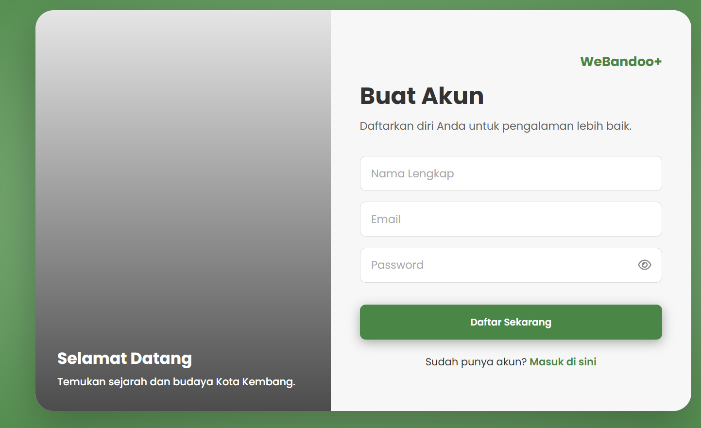 WeBandoo+
Buat Akun
Daftarkan diri Anda untuk pengalaman lebih baik.
Nama Lengkap
Email
Password
Daftar Sekarang
Sudah punya akun? Masuk di sini
Selamat Datang
Temukan sejarah dan budaya Kota Kembang.